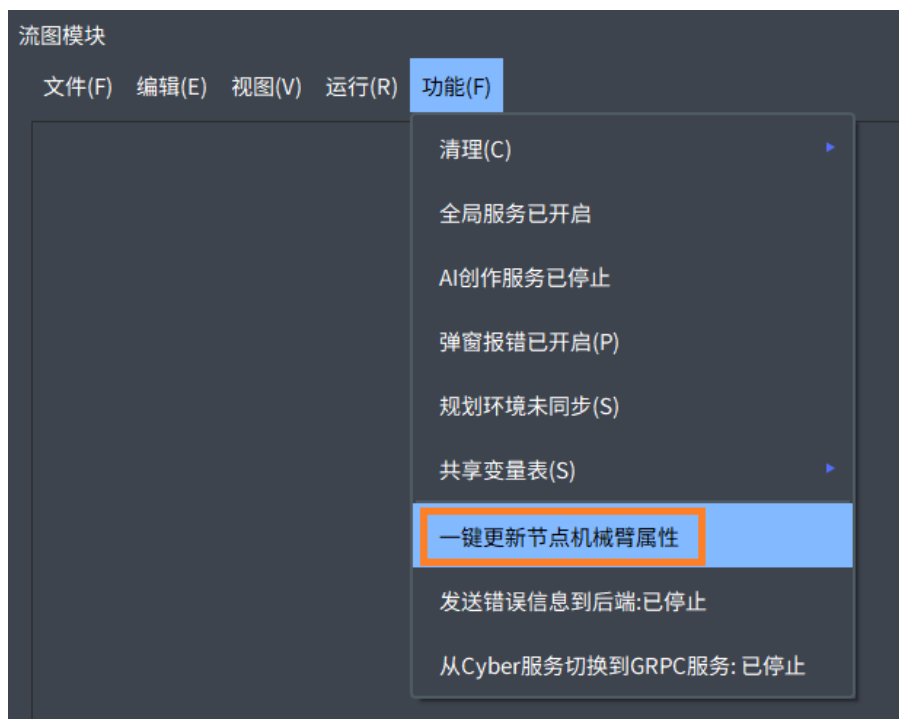 流图模块
文件(F) 编辑(E) 视图(V) 运行(R) 功能(F)
清理(C)
全局服务已开启
AI创作服务已停止
弹窗报错已开启(P)
规划环境未同步(S)
共享变量表(S)
一键更新节点机械臂属性
发送错误信息到后端:已停止
从Cyber服务切换到GRPC服务: 已停止